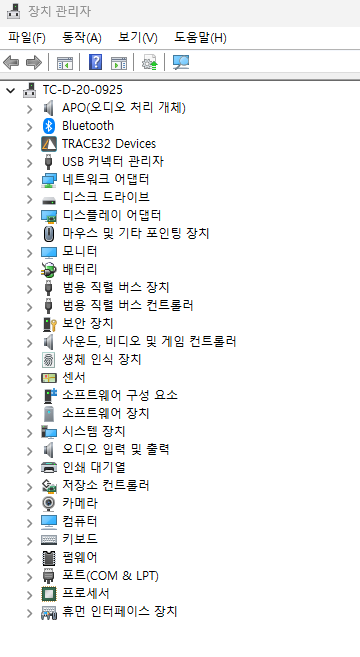 장치 관리자
파일(F) 동작(A) 보기(V) 도움말(H)
TC-D-20-0925
APO(오디오 처리 개체)
Bluetooth
TRACE32 Devices
USB 커넥터 관리자
네트워크 어댑터
디스크 드라이브
디스플레이 어댑터
마우스 및 기타 포인팅 장치
모니터
배터리
범용 직렬 버스 장치
범용 직렬 버스 컨트롤러
보안 장치
사운드, 비디오 및 게임 컨트롤러
생체 인식 장치
센서
소프트웨어 구성 요소
소프트웨어 장치
시스템 장치
오디오 입력 및 출력
인쇄 대기열
저장소 컨트롤러
카메라
컴퓨터
키보드
펌웨어
포트(COM & LPT)
프로세서
휴먼 인터페이스 장치